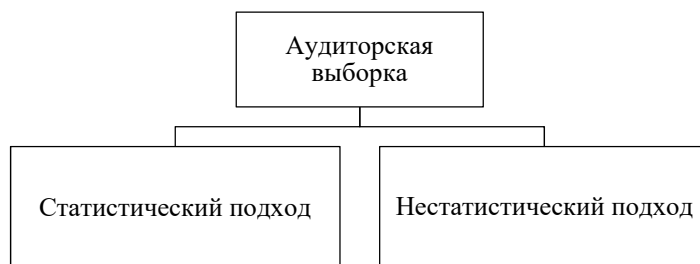 Аудиторская
выборка
Статистический подход
Нестатистический подход